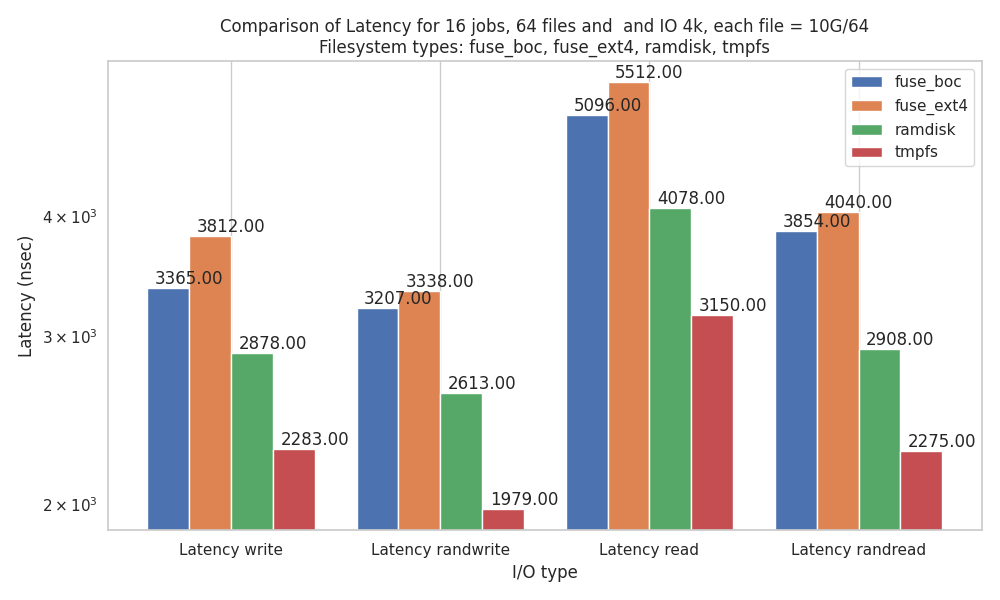 Comparison of Latency for 16 jobs, 64 files and  and IO 4k, each file = 10G/64
Filesystem types: fuse_boc, fuse_ext4, ramdisk, tmpfs
fuse_boc
fuse_ext4
ramdisk
tmpfs
Latency (nsec)
4 × 10³
3 × 10³
2 × 10³
3365.00
3812.00
2878.00
2283.00
3207.00
3338.00
2613.00
1979.00
5096.00
5512.00
4078.00
3150.00
3854.00
4040.00
2908.00
2275.00
Latency write
Latency randwrite
Latency read
Latency randread
I/O type